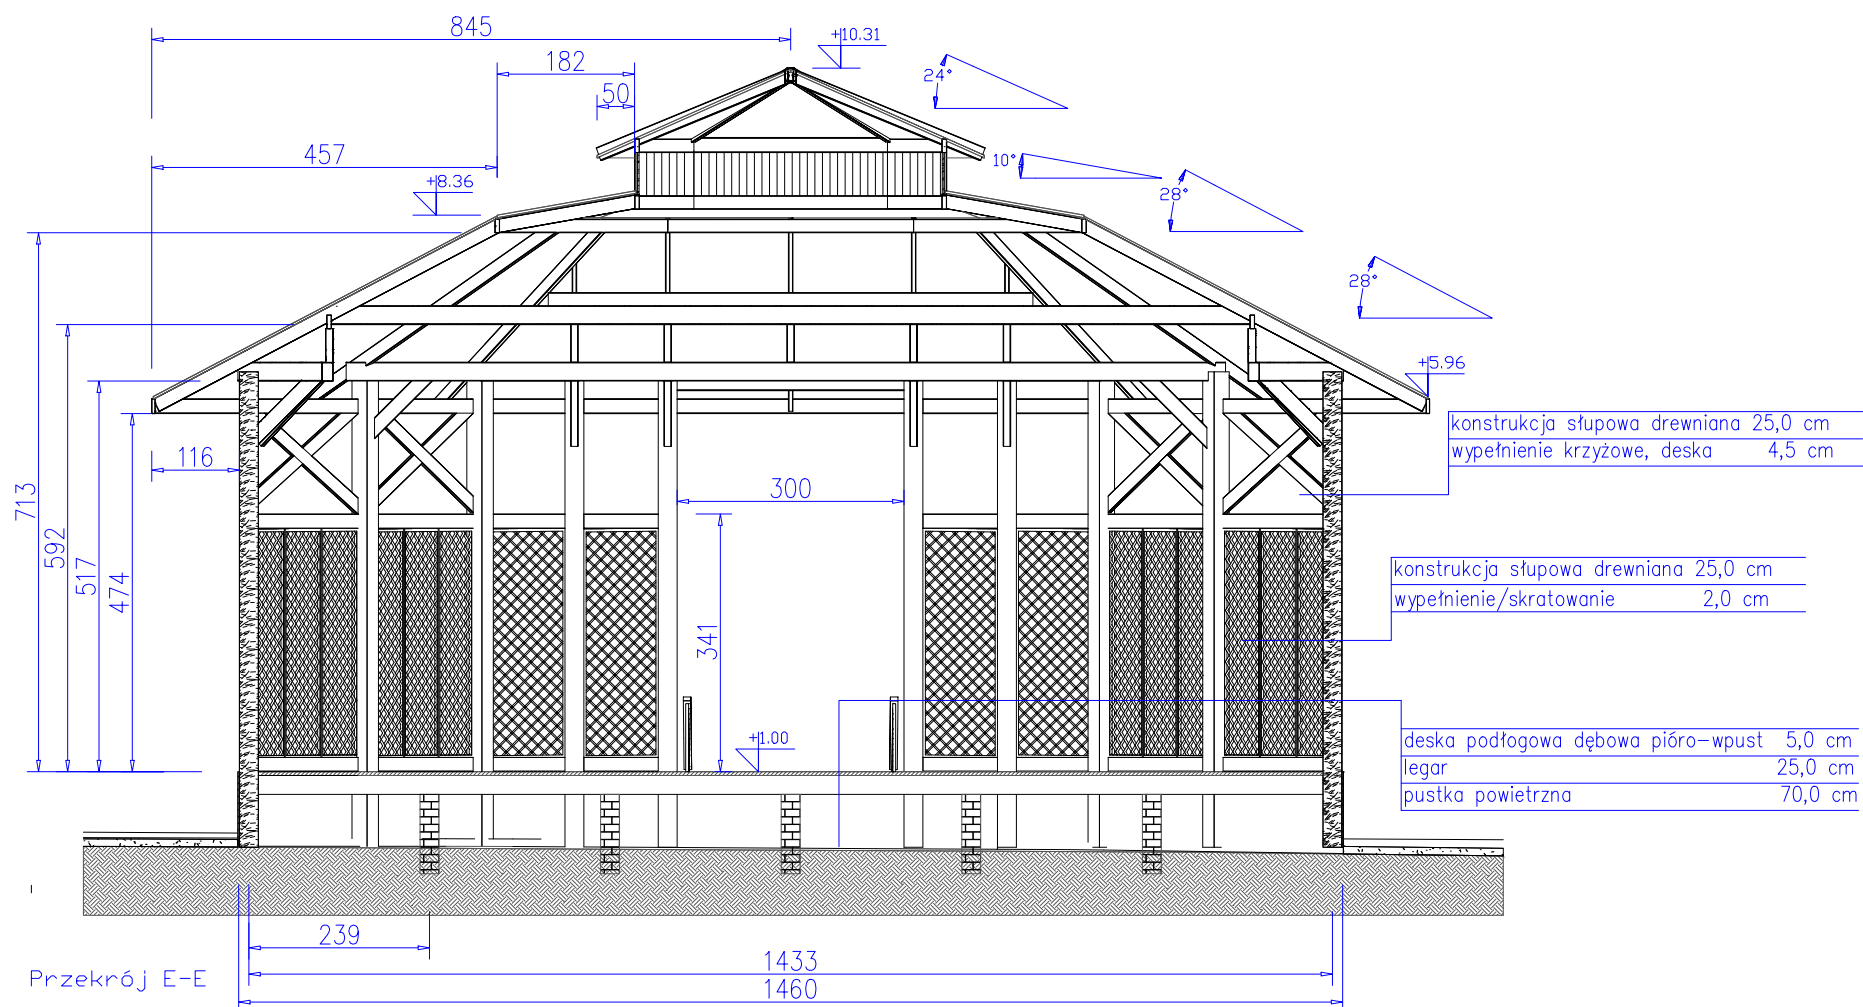 845
+10.31
182
24°
50
457
10°
+8.36
28°
28°
+5.96
konstrukcja słupowa drewniana 25,0 cm
wypełnienie krzyżowe, deska 4,5 cm
116
300
713
592
517
474
341
konstrukcja słupowa drewniana 25,0 cm
wypełnienie/skratowanie 2,0 cm
+1.00
deska podłogowa dębowa pióro-wpust 5,0 cm
legar 25,0 cm
pustka powietrzna 70,0 cm
239
1433
Przekrój E-E
1460